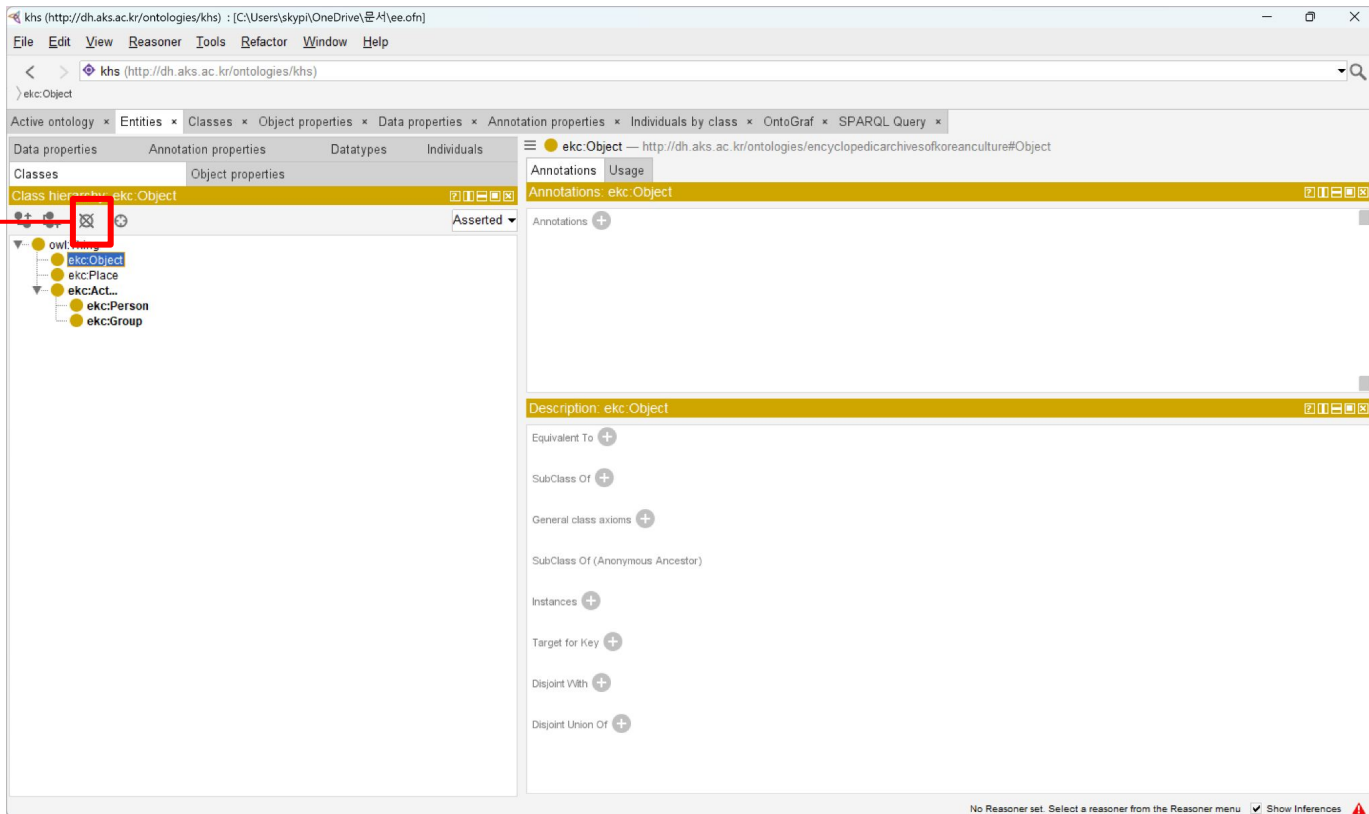 khs (http://dh.aks.ac.kr/ontologies/khs) : [C:\Users\skypi\OneDrive\문서\ee.ofn]
File Edit View Reasoner Tools Refactor Window Help
khs (http://dh.aks.ac.kr/ontologies/khs)
ekc:Object
Active ontology × Entities × Classes × Object properties × Data properties × Annotation properties × Individuals by class × OntoGraf × SPARQL Query ×
Data properties Annotation properties Datatypes Individuals
Classes Object properties
Class hierarchy: ekc:Object
Asserted
owl:Thing
ekc:Object
ekc:Place
ekc:Act...
ekc:Person
ekc:Group
ekc:Object — http://dh.aks.ac.kr/ontologies/encyclopedicarchivesofkoreanculture#Object
Annotations Usage
Annotations: ekc:Object
Annotations
Description: ekc:Object
Equivalent To
SubClass Of
General class axioms
SubClass Of (Anonymous Ancestor)
Instances
Target for Key
Disjoint With
Disjoint Union Of
No Reasoner set. Select a reasoner from the Reasoner menu Show Inferences